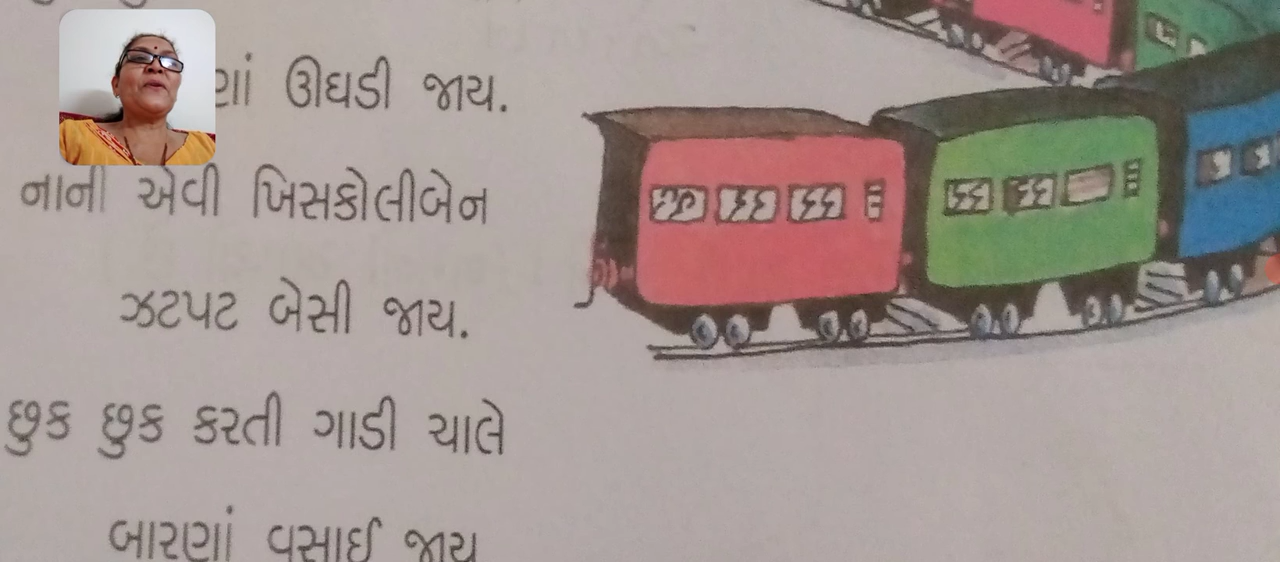 ઊઘડી જાય.
નાની એવી ખિસકોલીબેન
ઝટપટ બેસી જાય.
છુક છુક કરતી ગાડી ચાલે
બારણાં વસાઈ જાય